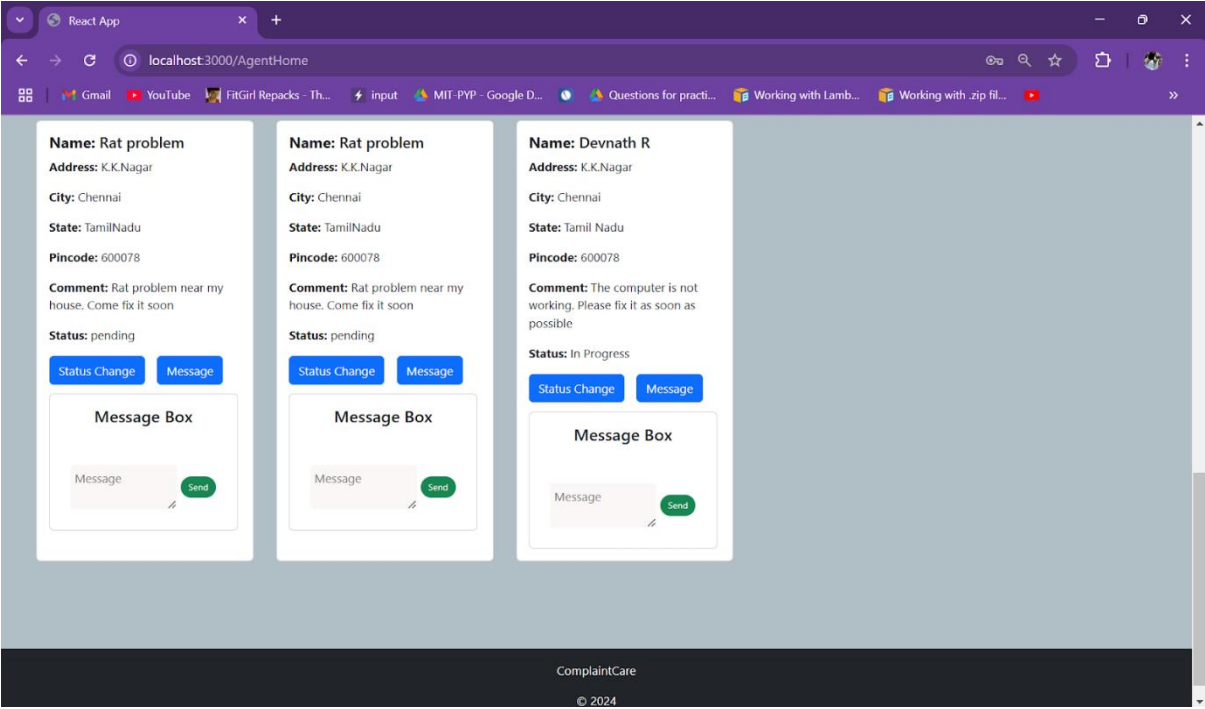 React App
localhost:3000/AgentHome
Gmail YouTube FitGirl Repacks - Th... input MIT-PYP - Google D... Questions for practi... Working with Lamb... Working with .zip fil...
Name: Rat problem
Address: K.K.Nagar
City: Chennai
State: TamilNadu
Pincode: 600078
Comment: Rat problem near my
house. Come fix it soon
Status: pending
Status Change Message
Message Box
Message Send
Name: Rat problem
Address: K.K.Nagar
City: Chennai
State: TamilNadu
Pincode: 600078
Comment: Rat problem near my
house. Come fix it soon
Status: pending
Status Change Message
Message Box
Message Send
Name: Devnath R
Address: K.K.Nagar
City: Chennai
State: Tamil Nadu
Pincode: 600078
Comment: The computer is not
working. Please fix it as soon as
possible
Status: In Progress
Status Change Message
Message Box
Message Send
ComplaintCare
© 2024